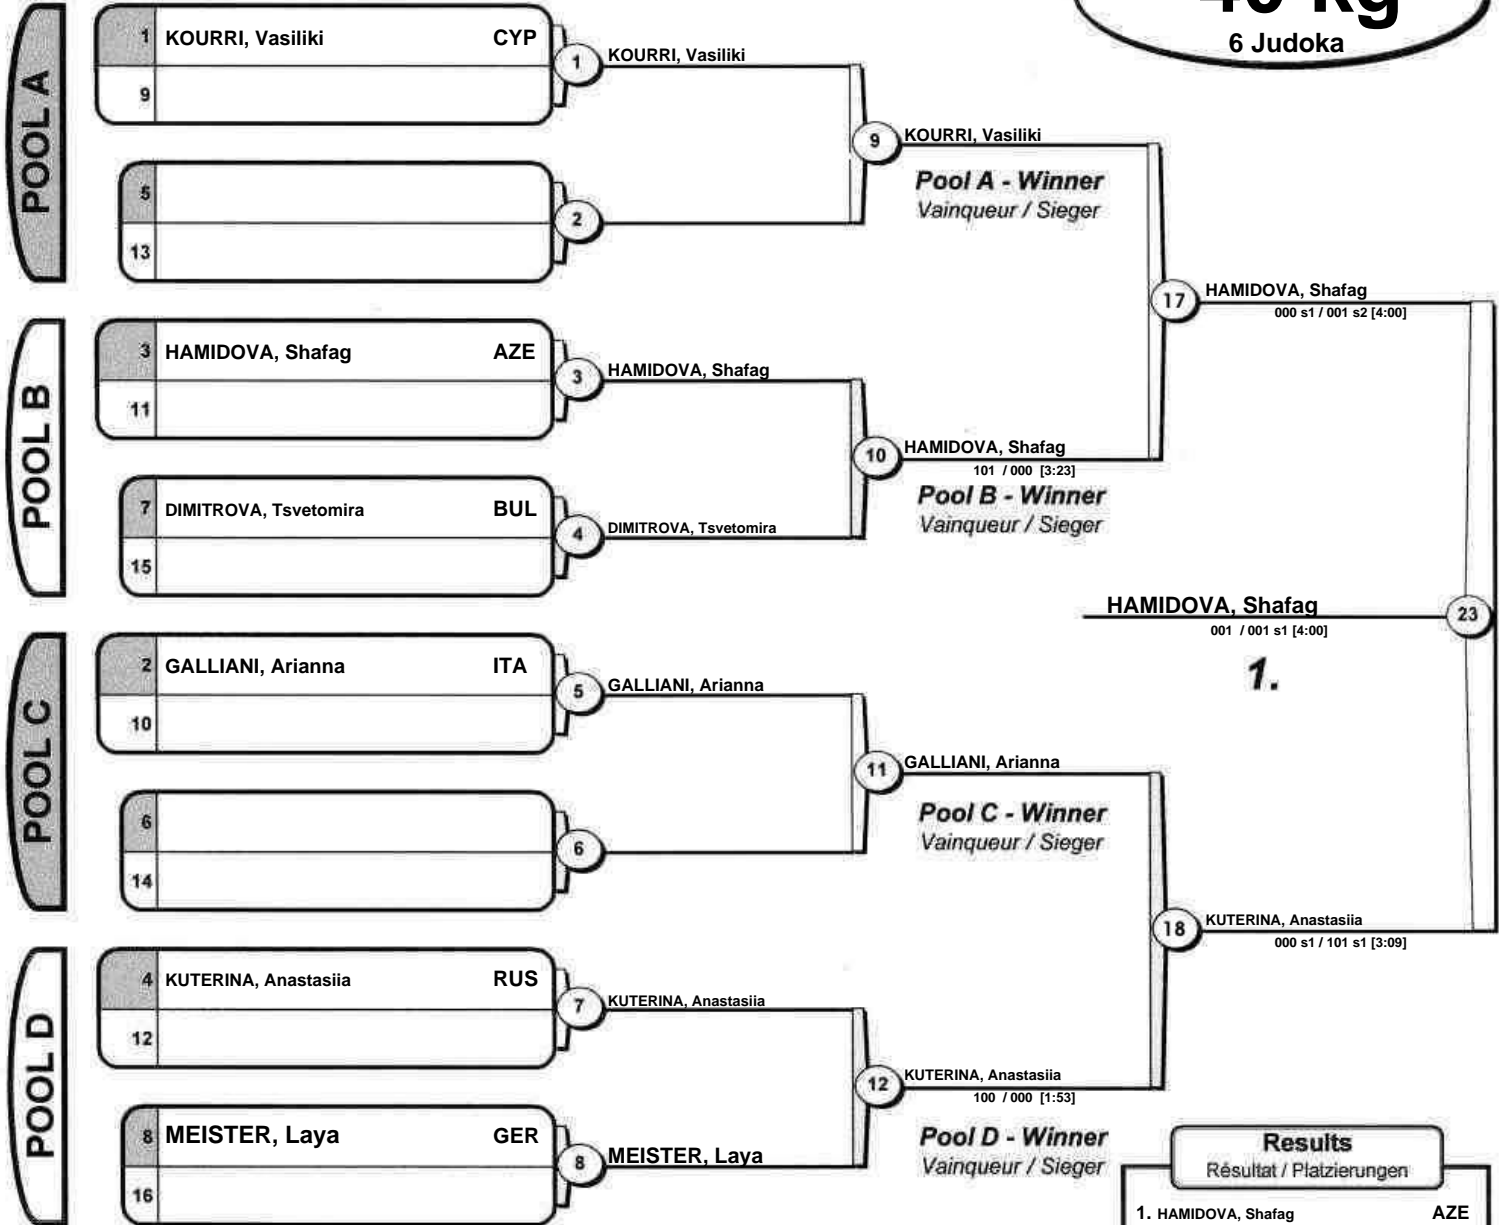 kg
6 Judoka
POOL A
1 KOURRI, Vasiliki CYP
9
1 KOURRI, Vasiliki
5
13
2
9 KOURRI, Vasiliki
Pool A - Winner
Vainqueur / Sieger
POOL B
3 HAMIDOVA, Shafag AZE
11
3 HAMIDOVA, Shafag
7 DIMITROVA, Tsvetomira BUL
15
4 DIMITROVA, Tsvetomira
10 HAMIDOVA, Shafag
101 / 000 [3:23]
Pool B - Winner
Vainqueur / Sieger
17 HAMIDOVA, Shafag
000 s1 / 001 s2 [4:00]
HAMIDOVA, Shafag 23
001 / 001 s1 [4:00]
1.
POOL C
2 GALLIANI, Arianna ITA
10
5 GALLIANI, Arianna
6
14
6
11 GALLIANI, Arianna
Pool C - Winner
Vainqueur / Sieger
18 KUTERINA, Anastasiia
000 s1 / 101 s1 [3:09]
POOL D
4 KUTERINA, Anastasiia RUS
12
7 KUTERINA, Anastasiia
8 MEISTER, Laya GER
16
8 MEISTER, Laya
12 KUTERINA, Anastasiia
100 / 000 [1:53]
Pool D - Winner
Vainqueur / Sieger
Results
Résultat / Platzierungen
1. HAMIDOVA, Shafag AZE